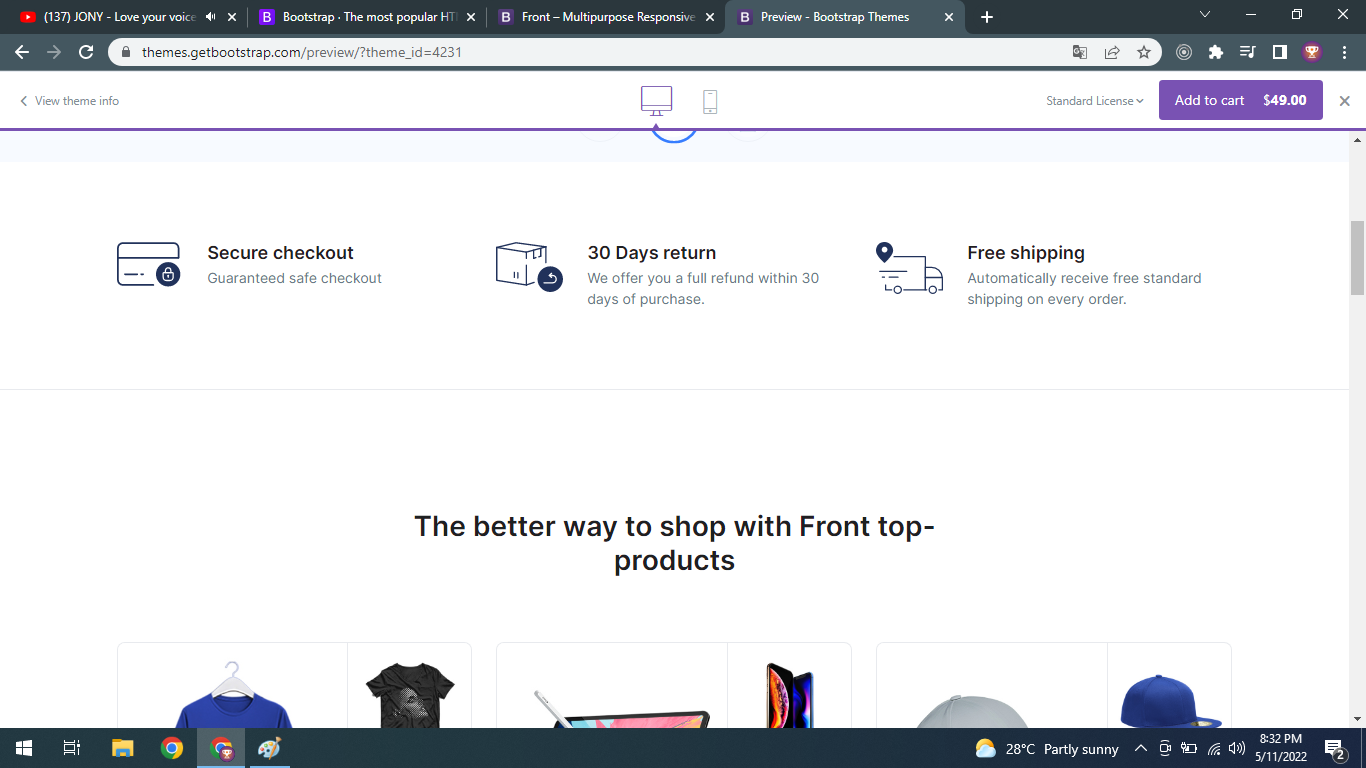 (137) JONY - Love your voice
Bootstrap · The most popular HT
Front – Multipurpose Responsive
Preview - Bootstrap Themes
themes.getbootstrap.com/preview/?theme_id=4231
View theme info
Standard License
Add to cart $49.00
Secure checkout
Guaranteed safe checkout
30 Days return
We offer you a full refund within 30
days of purchase.
Free shipping
Automatically receive free standard
shipping on every order.
The better way to shop with Front top-
products
28°C Partly sunny
8:32 PM
5/11/2022
2